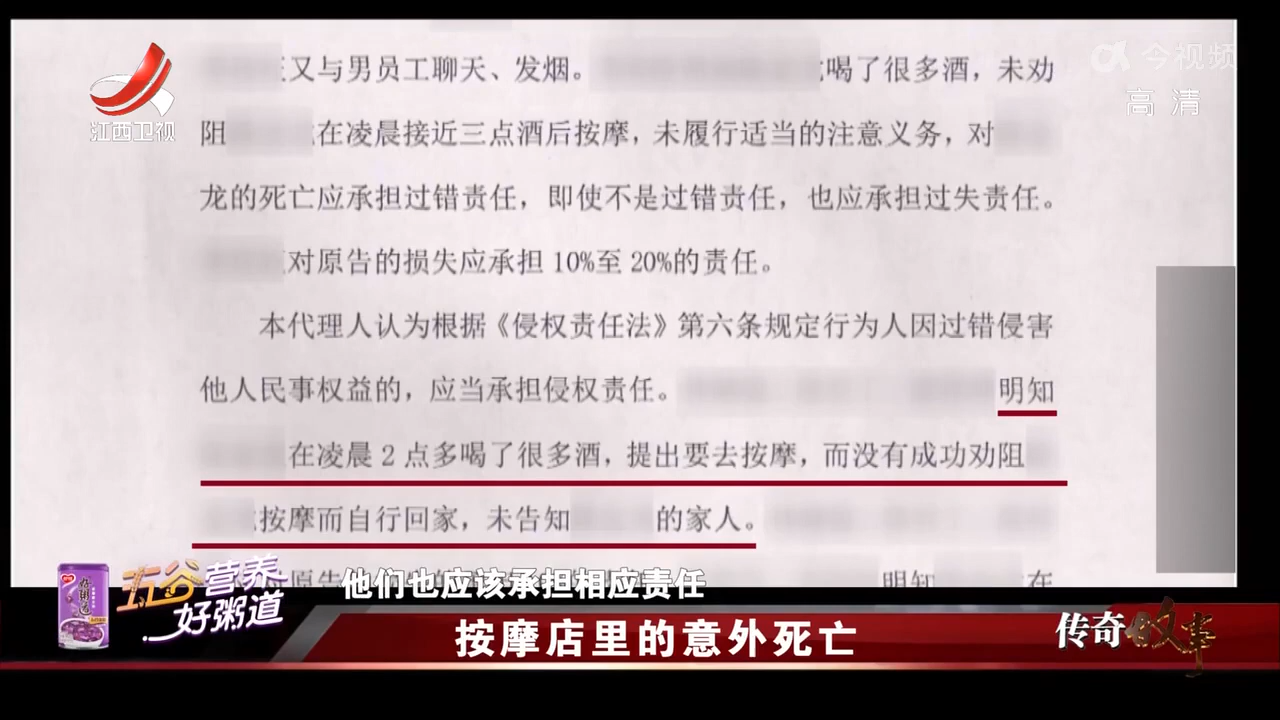 又与男员工聊天、发烟。 喝了很多酒，未劝
今视频
高清
江西卫视
阻 在凌晨接近三点酒后按摩，未履行适当的注意义务，对
龙的死亡应承担过错责任，即使不是过错责任，也应承担过失责任。
对原告的损失应承担10%至20%的责任。
本代理人认为根据《侵权责任法》第六条规定行为人因过错侵害
他人民事权益的，应当承担侵权责任。 明知
在凌晨2点多喝了很多酒，提出要去按摩，而没有成功劝阻
按摩而自行回家，未告知 的家人。
原告 明知 在
他们也应该承担相应责任
五谷营养
好粥道
按摩店里的意外死亡
传奇故事